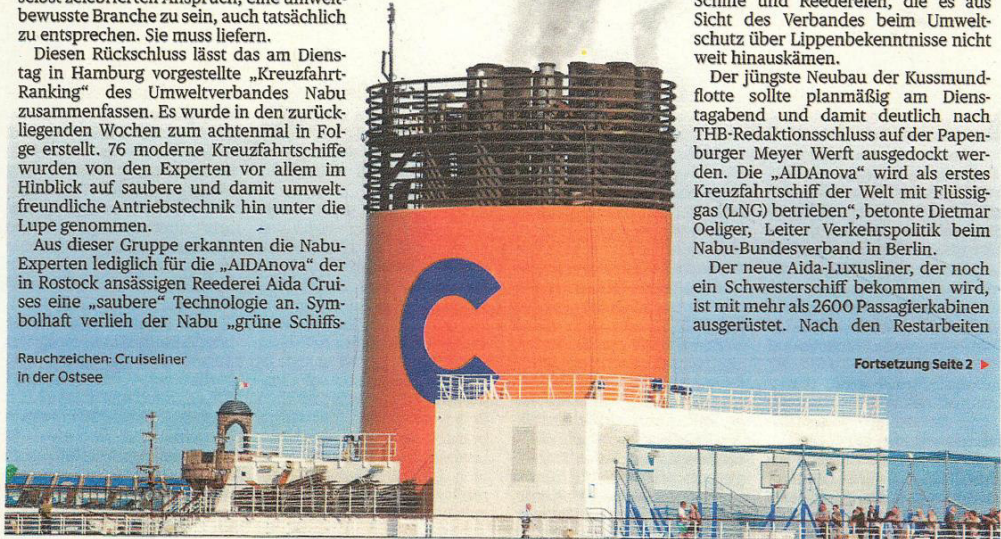 selbst zelebrierten Anspruch, eine umwelt-
bewusste Branche zu sein, auch tatsächlich
zu entsprechen. Sie muss liefern.
Diesen Rückschluss lässt das am Diens-
tag in Hamburg vorgestellte „Kreuzfahrt-
Ranking“ des Umweltverbandes Nabu
zusammenfassen. Es wurde in den zurück-
liegenden Wochen zum achtenmal in Fol-
ge erstellt. 76 moderne Kreuzfahrtschiffe
wurden von den Experten vor allem im
Hinblick auf saubere und damit umwelt-
freundliche Antriebstechnik hin unter die
Lupe genommen.
Aus dieser Gruppe erkannten die Nabu-
Experten lediglich für die „AIDAnova“ der
in Rostock ansässigen Reederei Aida Crui-
ses eine „saubere“ Technologie an. Sym-
bolhaft verlieh der Nabu „grüne Schiffs-
Rauchzeichen: Cruiseliner
in der Ostsee
C
Schiffe und Reedereien, die es aus
Sicht des Verbandes beim Umwelt-
schutz über Lippenbekenntnisse nicht
weit hinauskämen.
Der jüngste Neubau der Kussmund-
flotte sollte planmäßig am Diens-
tagabend und damit deutlich nach
THB-Redaktionsschluss auf der Papen-
burger Meyer Werft ausgedockt wer-
den. Die „AIDAnova“ wird als erstes
Kreuzfahrtschiff der Welt mit Flüssig-
gas (LNG) betrieben“, betonte Dietmar
Oeliger, Leiter Verkehrspolitik beim
Nabu-Bundesverband in Berlin.
Der neue Aida-Luxusliner, der noch
ein Schwesterschiff bekommen wird,
ist mit mehr als 2600 Passagierkabinen
ausgerüstet. Nach den Restarbeiten
Fortsetzung Seite 2